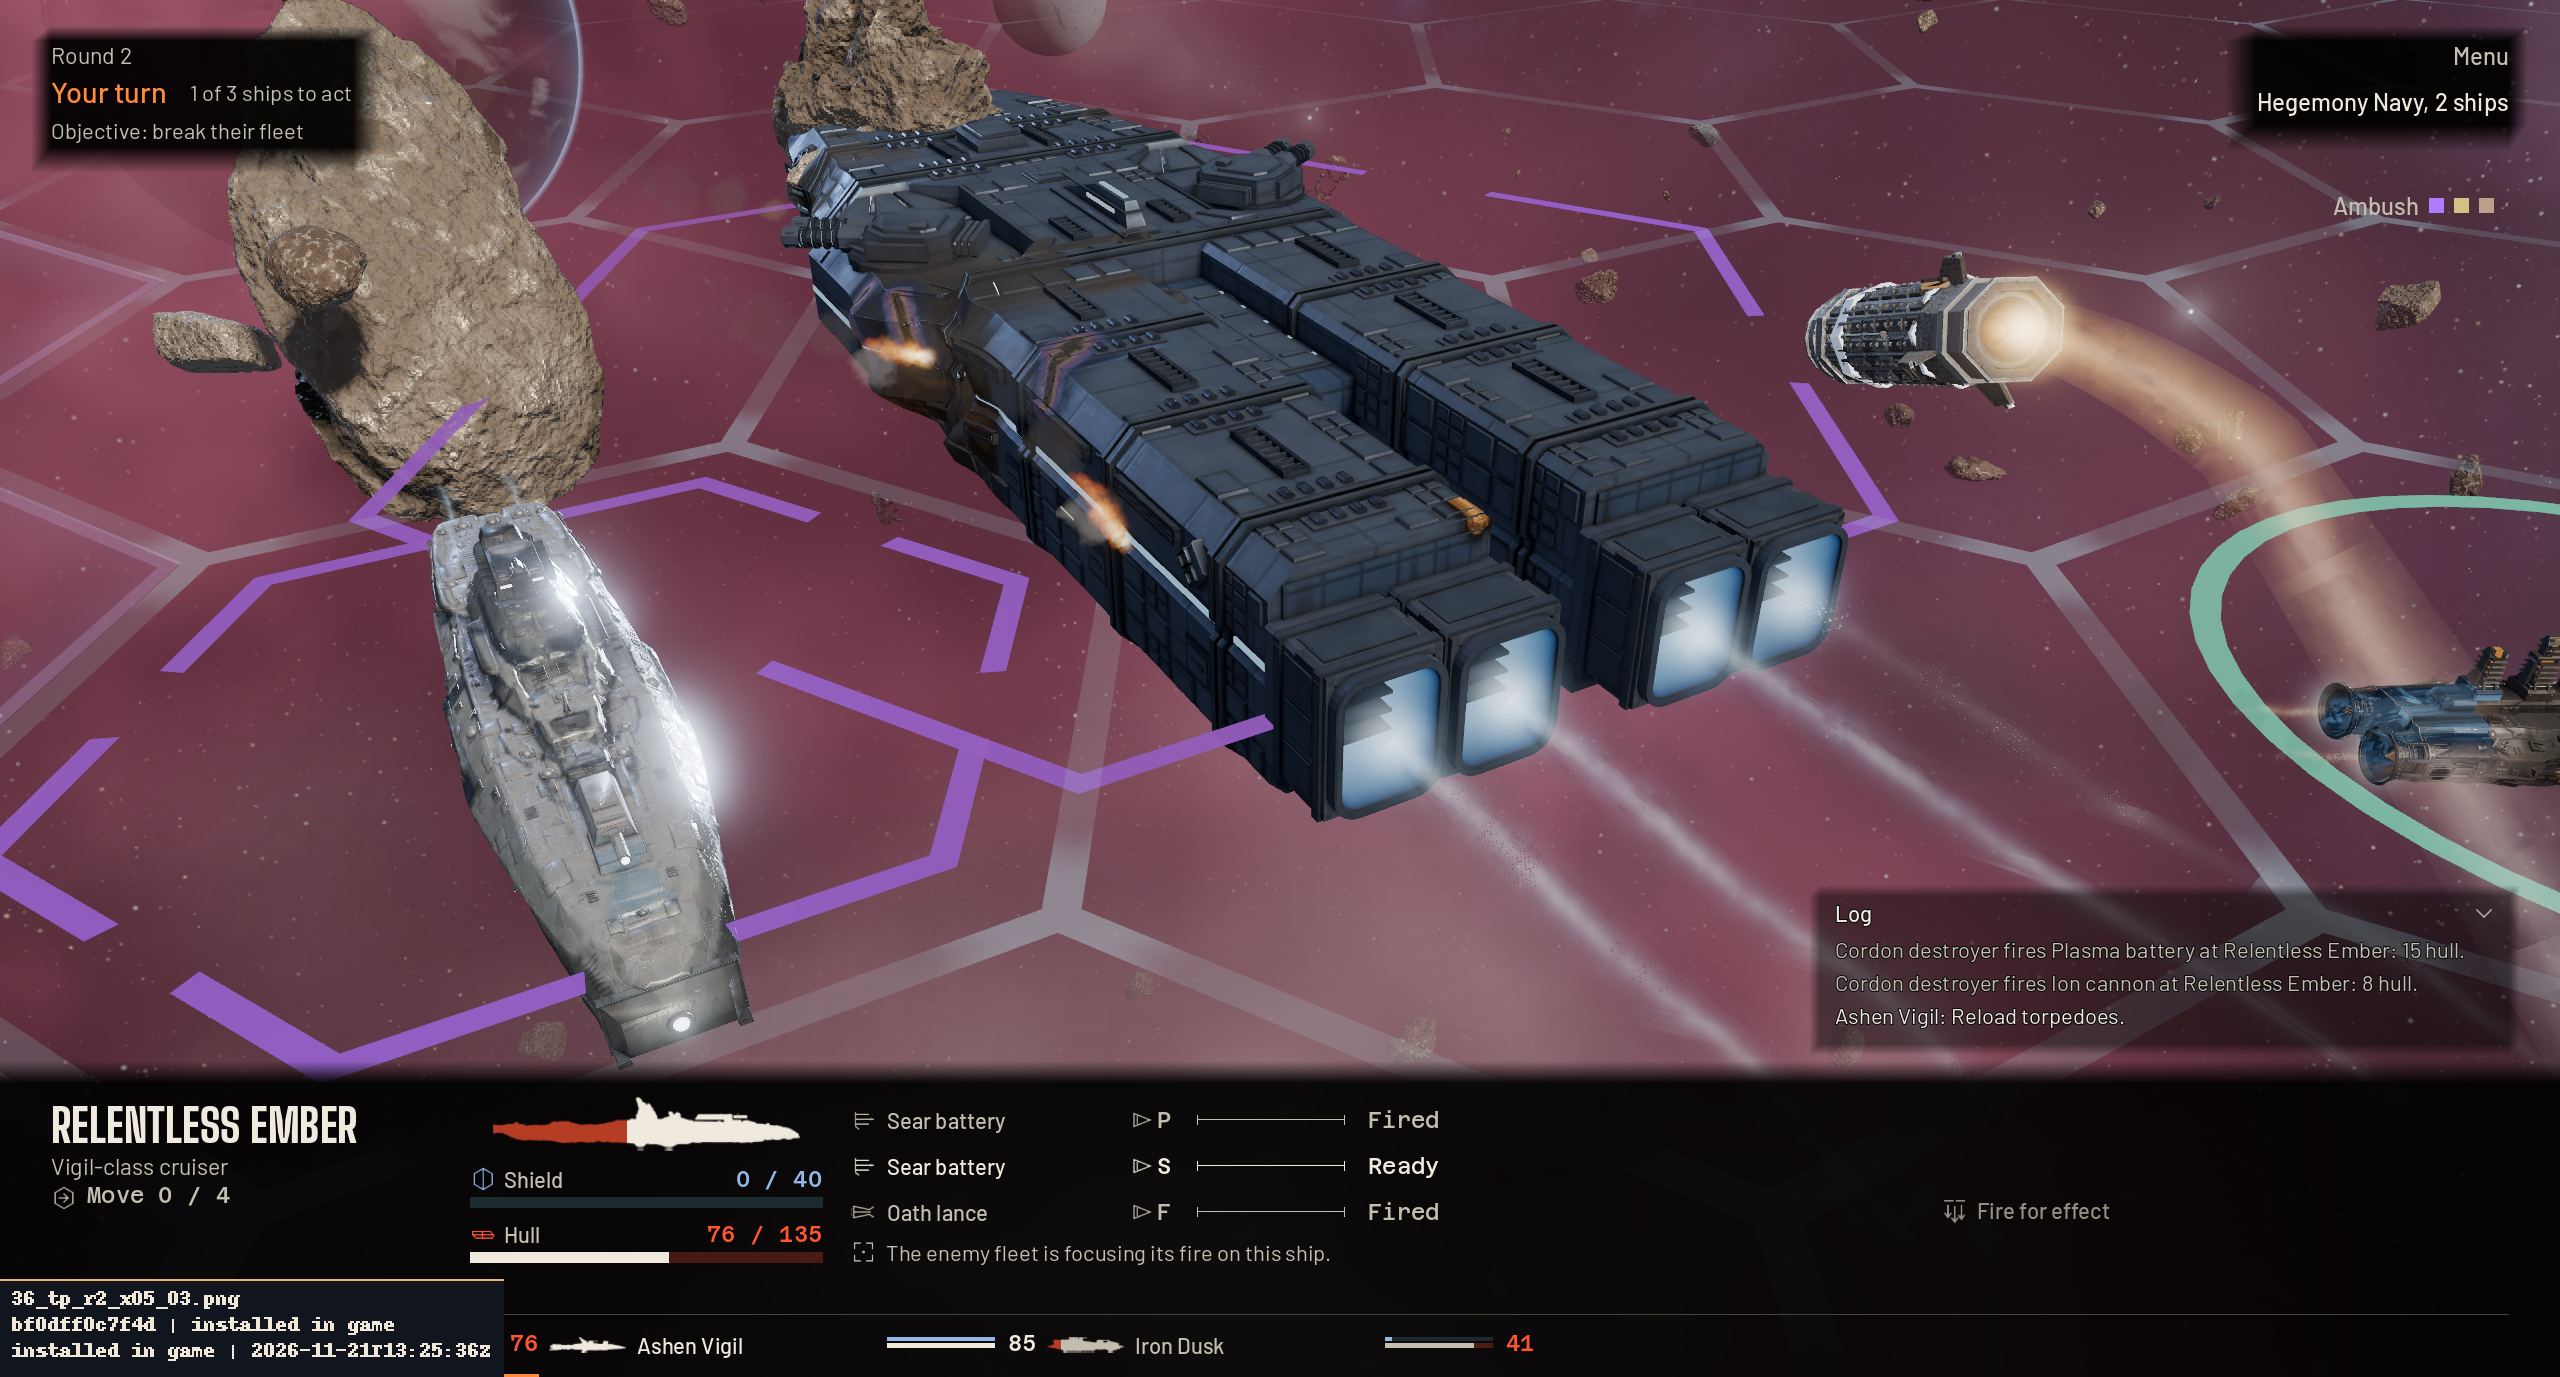 Round 2
Your turn 1 of 3 ships to act
Objective: break their fleet
Menu
Hegemony Navy, 2 ships
Ambush
Log
Cordon destroyer fires Plasma battery at Relentless Ember: 15 hull.
Cordon destroyer fires Ion cannon at Relentless Ember: 8 hull.
Ashen Vigil: Reload torpedoes.
RELENTLESS EMBER
Vigil-class cruiser
Move 0 / 4
Shield 0 / 40
Hull 76 / 135
Sear battery P Fired
Sear battery S Ready
Oath lance F Fired
The enemy fleet is focusing its fire on this ship.
Fire for effect
36_tp_r2_x05_03.png
bf0dff0c7f4d | installed in game
installed in game | 2026-11-21T13:25:36Z
76 Ashen Vigil 85 Iron Dusk 41